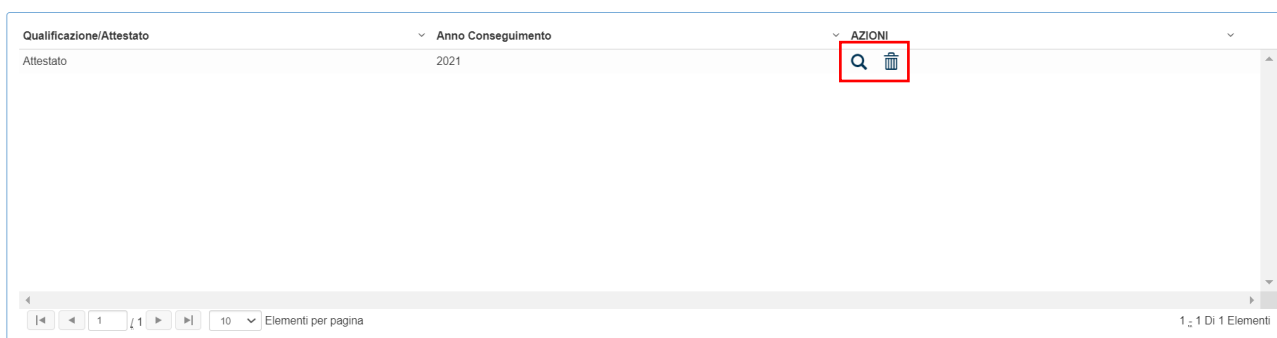 Qualificazione/Attestato Anno Conseguimento AZIONI
Attestato 2021
1 / 1 10 Elementi per pagina 1 - 1 Di 1 Elementi